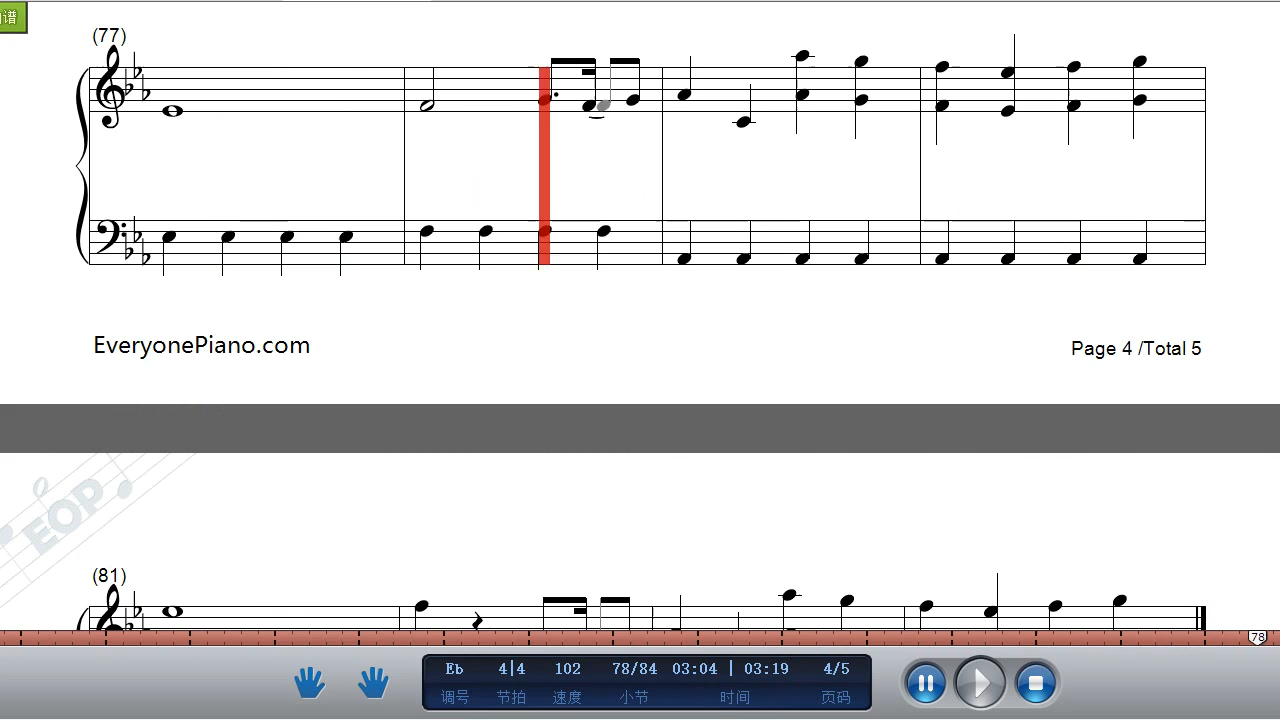 谱
(77)
EveryonePiano.com
Page 4 /Total 5
EOP
(81)
78
Eb 4|4 102 78/84 03:04 | 03:19 4/5
调号 节拍 速度 小节 时间 页码